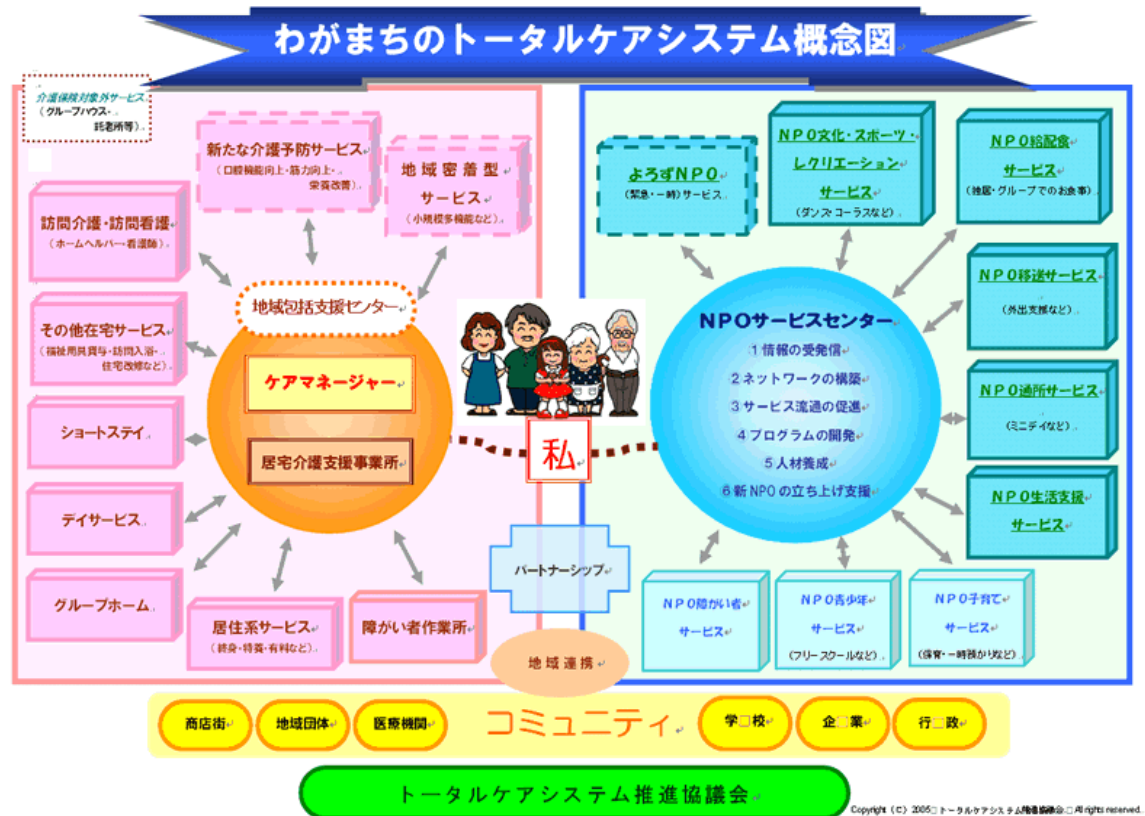 わがまちのトータルケアシステム概念図
介護保険対象外サービス
(グループハウス・
託老所等)
新たな介護予防サービス
(口腔機能向上・筋力向上・
栄養改善)
地域密着型
サービス
(小規模多機能など)
訪問介護・訪問看護
(ホームヘルパー・看護師)
その他在宅サービス
(福祉用具貸与・訪問入浴・
住宅改修など)
ショートステイ
デイサービス
グループホーム
居住系サービス
(終身・特養・有料など)
障がい者作業所
地域包括支援センター
ケアマネージャー
居宅介護支援事業所
私
パートナーシップ
地域連携
よろずNPO
(緊急・一時)サービス
NPO文化・スポーツ・
レクリエーション
サービス
(ダンス・コーラスなど)
NPO給配食
サービス
(独居・グループでのお食事)
NPO移送サービス
(外出支援など)
NPO通所サービス
(ミニデイなど)
NPO生活支援
サービス
NPOサービスセンター
1情報の受発信
2ネットワークの構築
3サービス流通の促進
4プログラムの開発
5人材養成
6新NPOの立ち上げ支援
NPO障がい者
サービス
NPO青少年
サービス
(フリースクールなど)
NPO子育て
サービス
(保育・一時預かりなど)
商店街
地域団体
医療機関
コミュニティ
学□校
企□業
行□政
トータルケアシステム推進協議会
Copyright (C) 2005□トータルケアシステム推進協議会.□All rights reserved.